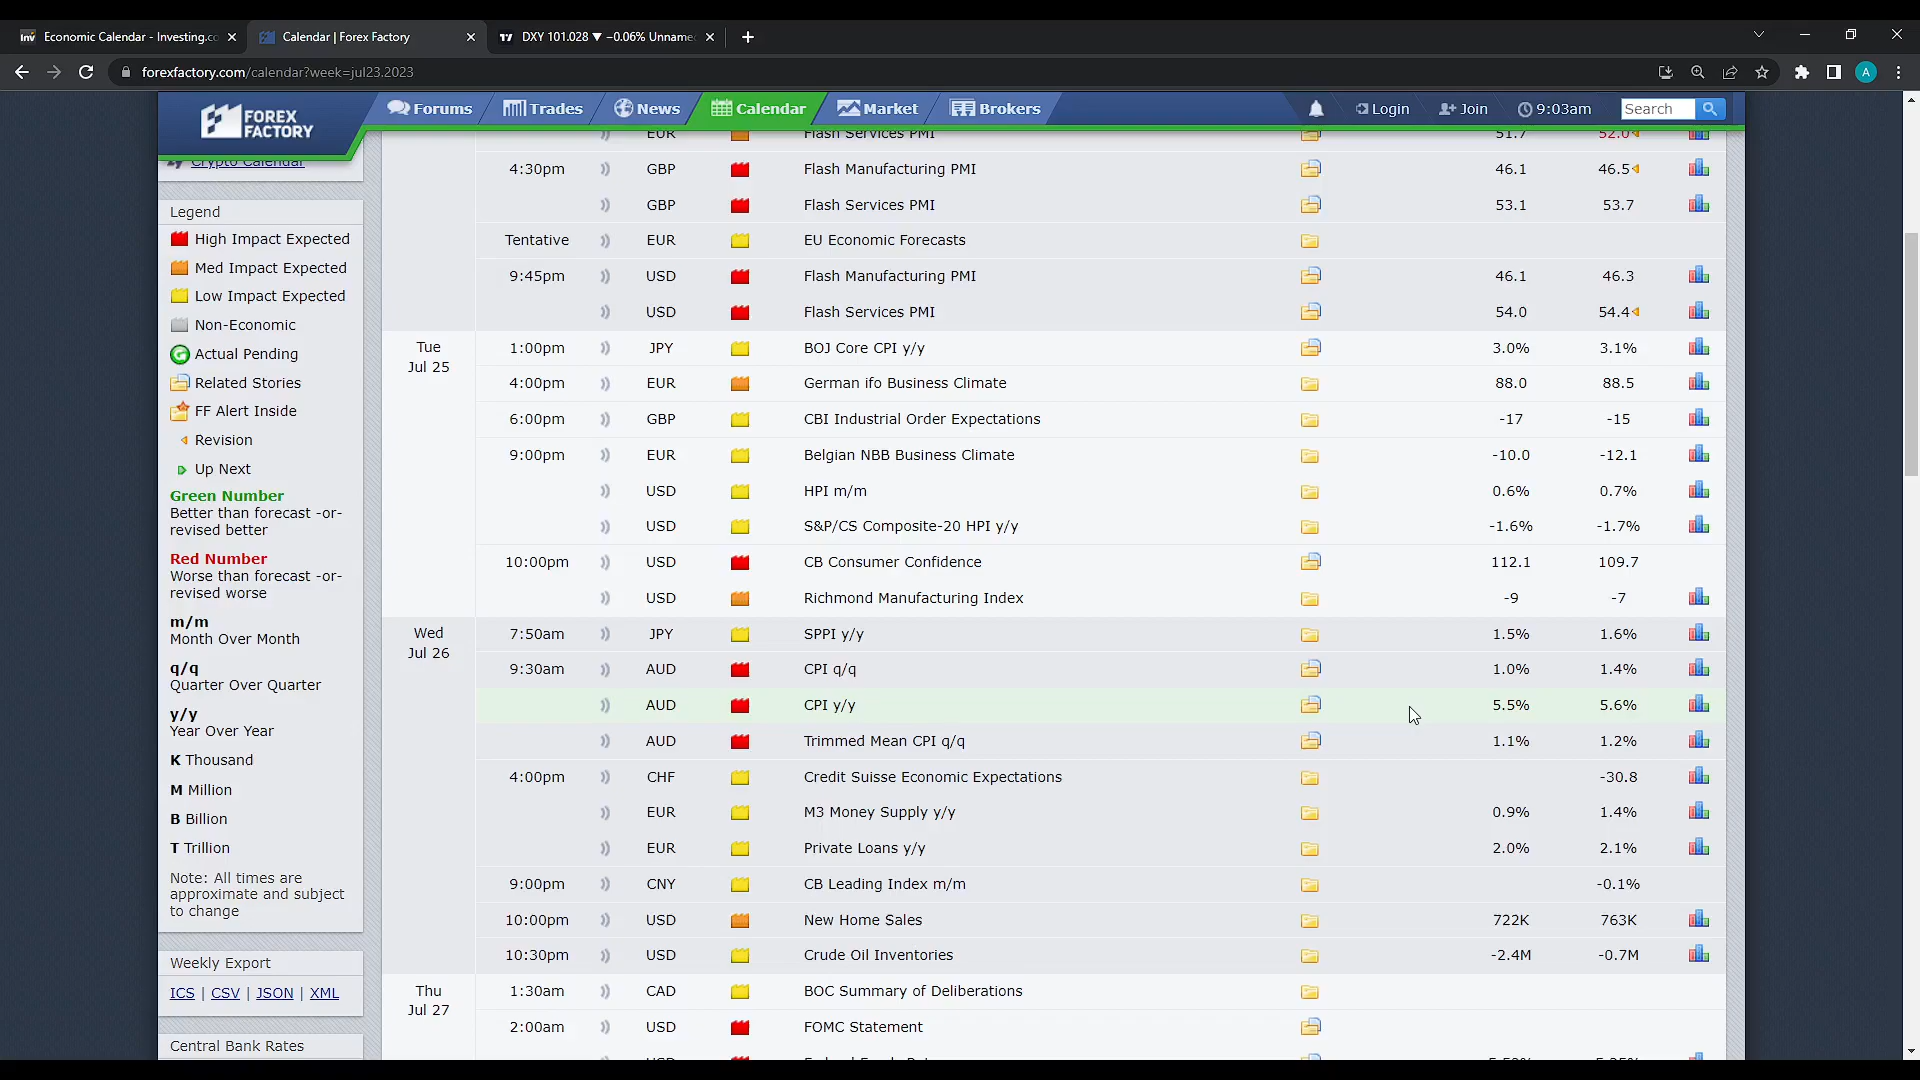 Economic Calendar - Investing.co
Calendar | Forex Factory
DXY 101.028 ▼ −0.06% Unname
forexfactory.com/calendar?week=jul23.2023
A
FOREX FACTORY
Forums
Trades
News
Calendar
Market
Brokers
Login
Join
9:03am
Search
Crypto Calendar
Legend
High Impact Expected
Med Impact Expected
Low Impact Expected
Non-Economic
Actual Pending
Related Stories
FF Alert Inside
Revision
Up Next
Green Number
Better than forecast -or-
revised better
Red Number
Worse than forecast -or-
revised worse
m/m
Month Over Month
q/q
Quarter Over Quarter
y/y
Year Over Year
K Thousand
M Million
B Billion
T Trillion
Note: All times are
approximate and subject
to change
Weekly Export
ICS | CSV | JSON | XML
Central Bank Rates
EUR Flash Services PMI 51.7 52.0
4:30pm GBP Flash Manufacturing PMI 46.1 46.5
GBP Flash Services PMI 53.1 53.7
Tentative EUR EU Economic Forecasts
9:45pm USD Flash Manufacturing PMI 46.1 46.3
USD Flash Services PMI 54.0 54.4
Tue Jul 25 1:00pm JPY BOJ Core CPI y/y 3.0% 3.1%
4:00pm EUR German ifo Business Climate 88.0 88.5
6:00pm GBP CBI Industrial Order Expectations -17 -15
9:00pm EUR Belgian NBB Business Climate -10.0 -12.1
USD HPI m/m 0.6% 0.7%
USD S&P/CS Composite-20 HPI y/y -1.6% -1.7%
10:00pm USD CB Consumer Confidence 112.1 109.7
USD Richmond Manufacturing Index -9 -7
Wed Jul 26 7:50am JPY SPPI y/y 1.5% 1.6%
9:30am AUD CPI q/q 1.0% 1.4%
AUD CPI y/y 5.5% 5.6%
AUD Trimmed Mean CPI q/q 1.1% 1.2%
4:00pm CHF Credit Suisse Economic Expectations -30.8
EUR M3 Money Supply y/y 0.9% 1.4%
EUR Private Loans y/y 2.0% 2.1%
9:00pm CNY CB Leading Index m/m -0.1%
10:00pm USD New Home Sales 722K 763K
10:30pm USD Crude Oil Inventories -2.4M -0.7M
Thu Jul 27 1:30am CAD BOC Summary of Deliberations
2:00am USD FOMC Statement